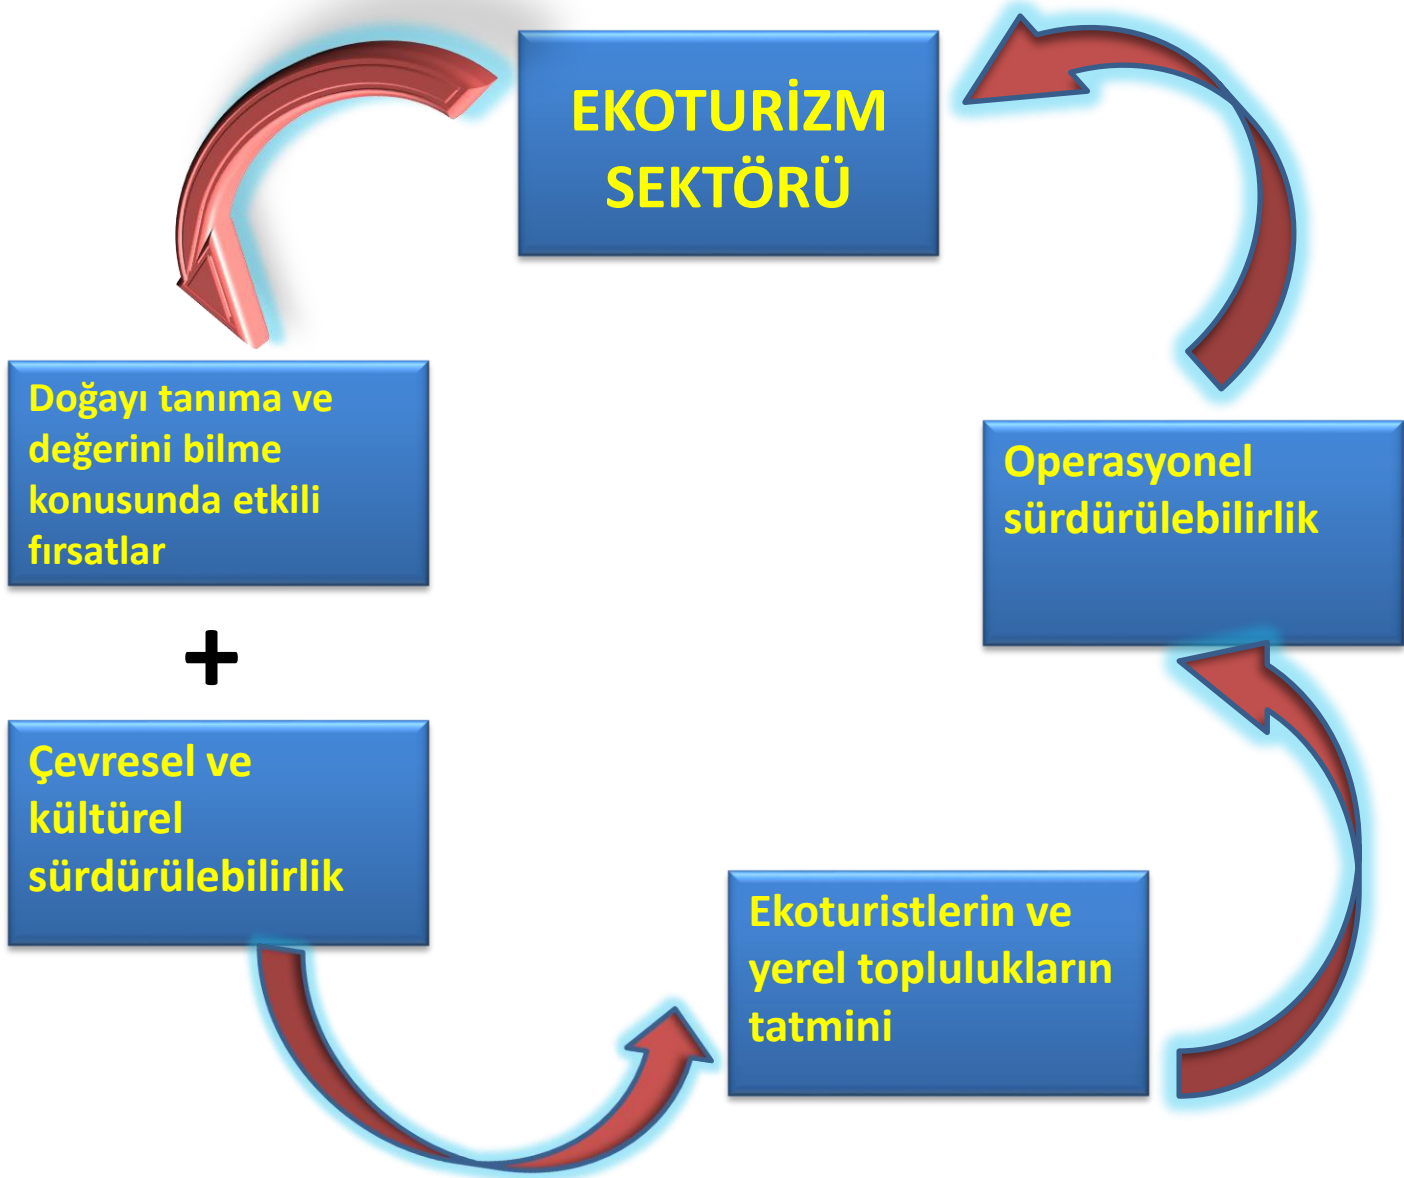 EKOTURİZM
SEKTÖRÜ
Doğayı tanıma ve
değerini bilme
konusunda etkili
fırsatlar
+
Çevresel ve
kültürel
sürdürülebilirlik
Ekoturistlerin ve
yerel toplulukların
tatmini
Operasyonel
sürdürülebilirlik